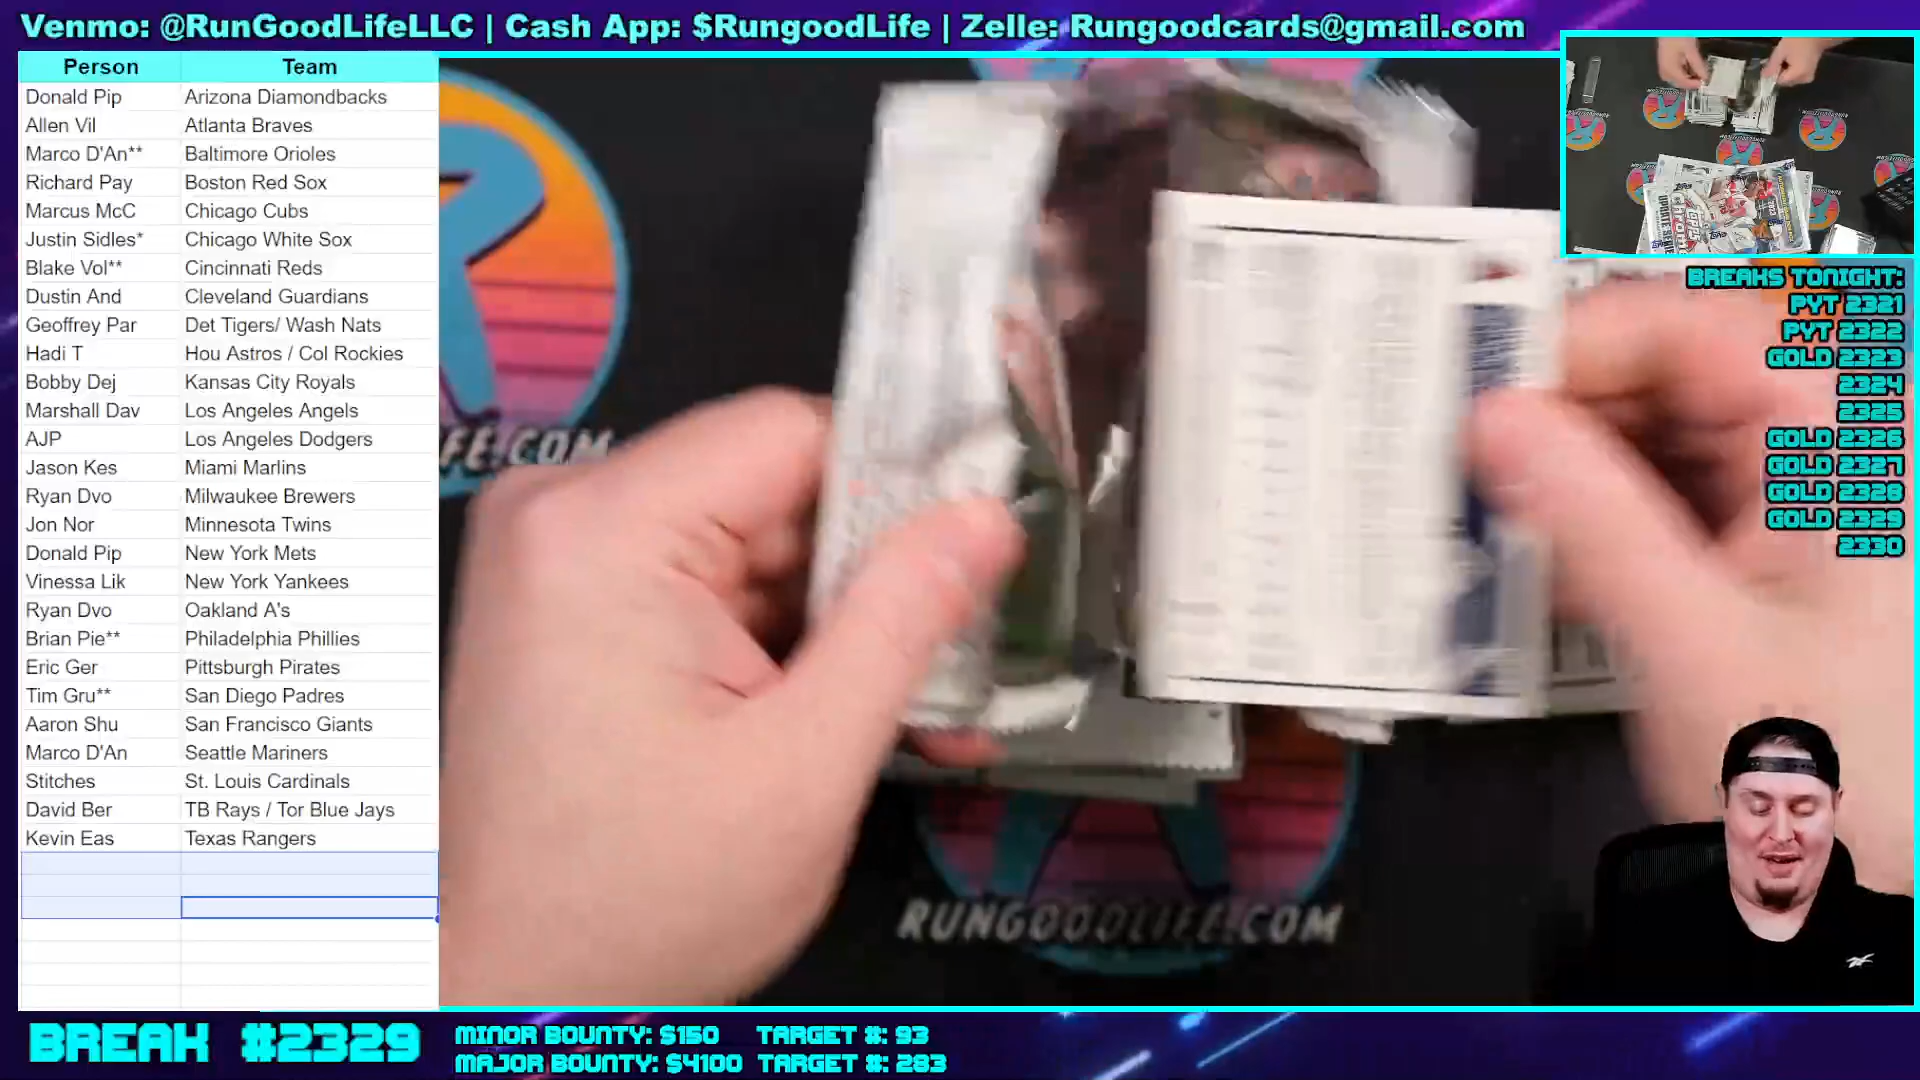 Venmo: @RunGoodLifeLLC | Cash App: $RungoodLife | Zelle: Rungoodcards@gmail.com
Person Team
Donald Pip Arizona Diamondbacks
Allen Vil Atlanta Braves
Marco D'An** Baltimore Orioles
Richard Pay Boston Red Sox
Marcus McC Chicago Cubs
Justin Sidles* Chicago White Sox
Blake Vol** Cincinnati Reds
Dustin And Cleveland Guardians
Geoffrey Par Det Tigers/ Wash Nats
Hadi T Hou Astros / Col Rockies
Bobby Dej Kansas City Royals
Marshall Dav Los Angeles Angels
AJP Los Angeles Dodgers
Jason Kes Miami Marlins
Ryan Dvo Milwaukee Brewers
Jon Nor Minnesota Twins
Donald Pip New York Mets
Vinessa Lik New York Yankees
Ryan Dvo Oakland A's
Brian Pie** Philadelphia Phillies
Eric Ger Pittsburgh Pirates
Tim Gru** San Diego Padres
Aaron Shu San Francisco Giants
Marco D'An Seattle Mariners
Stitches St. Louis Cardinals
David Ber TB Rays / Tor Blue Jays
Kevin Eas Texas Rangers
FE.COM
RUNGOODLIFE.COM
BREAKS TONIGHT:
PYT 2321
PYT 2322
GOLD 2323
2324
2325
GOLD 2326
GOLD 2327
GOLD 2328
GOLD 2329
2330
BREAK #2329
MINOR BOUNTY: $150 TARGET #: 93
MAJOR BOUNTY: $4100 TARGET #: 283